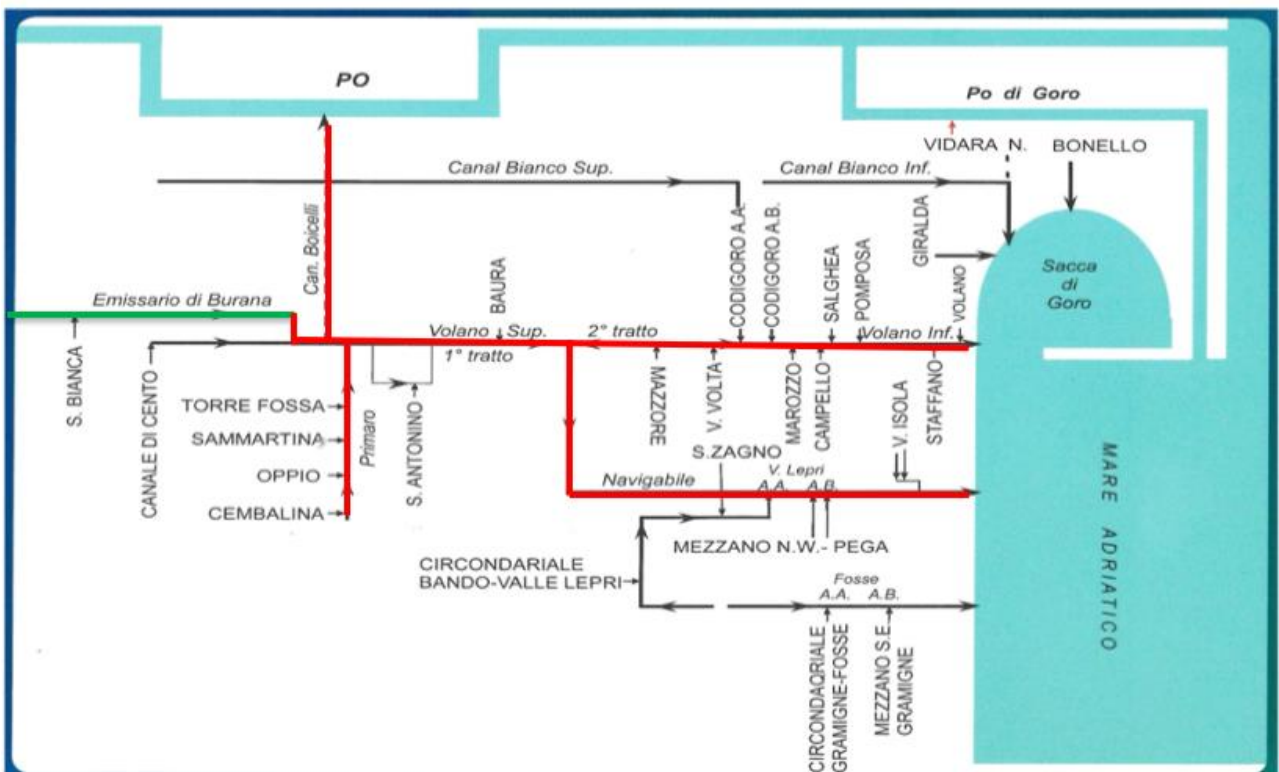 PO
Po di Goro
VIDARA N.
BONELLO
Canal Bianco Sup.
Canal Bianco Inf.
GIRALDA
Sacca
di
Goro
Can. Boicelli
BAURA
CODIGORO A.A.
CODIGORO A.B.
SALGHEA
POMPOSA
VOLANO
Emissario di Burana
Volano Sup.
1° tratto
2° tratto
Volano Inf.
S. BIANCA
CANALE DI CENTO
TORRE FOSSA
SAMMARTINA
OPPIO
CEMBALINA
Primaro
S. ANTONINO
MAZZORE
V. VOLTA
MAROZZO
CAMPELLO
V. ISOLA
STAFFANO
S.ZAGNO
Navigabile
V. Lepri
A.A. A.B.
MEZZANO N.W.- PEGA
CIRCONDARIALE
BANDO-VALLE LEPRI
Fosse
A.A. A.B.
CIRCONDAQRIALE
GRAMIGNE-FOSSE
MEZZANO S.E.
GRAMIGNE
MARE ADRIATICO